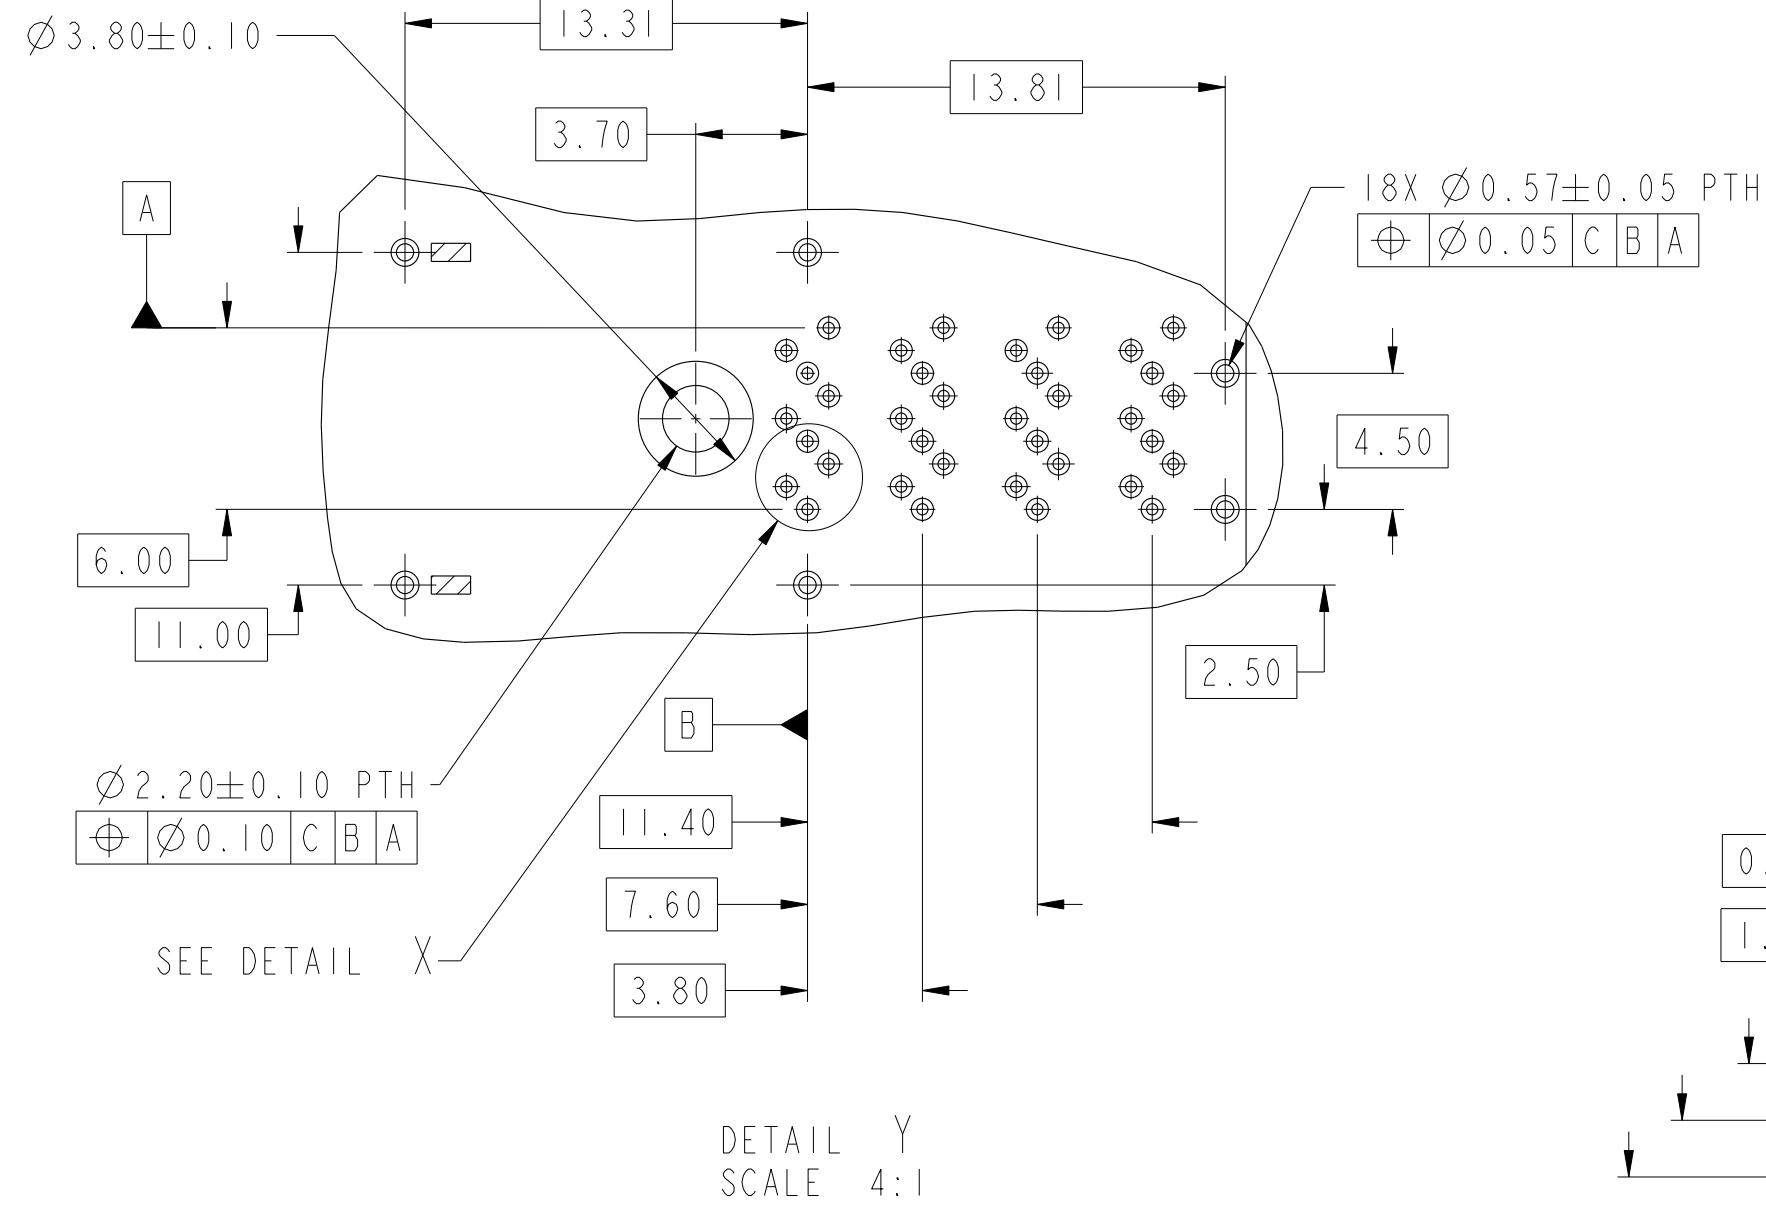 13.31
Ø3.80±0.10
13.81
3.70
18X Ø0.57±0.05 PTH
A
⌖ Ø0.05 C B A
4.50
6.00
11.00
2.50
B
Ø2.20±0.10 PTH
11.40
⌖ Ø0.10 C B A
0.
7.60
1.
SEE DETAIL X
3.80
DETAIL Y
SCALE 4:1